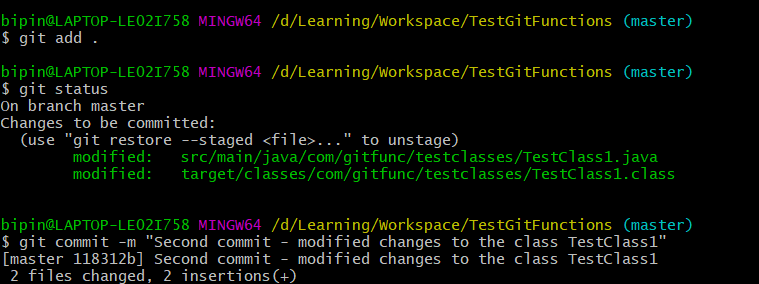 bipin@LAPTOP-LE02I758 MINGW64 /d/Learning/Workspace/TestGitFunctions (master)
$ git add .
bipin@LAPTOP-LE02I758 MINGW64 /d/Learning/Workspace/TestGitFunctions (master)
$ git status
On branch master
Changes to be committed:
  (use "git restore --staged <file>..." to unstage)
        modified:   src/main/java/com/gitfunc/testclasses/TestClass1.java
        modified:   target/classes/com/gitfunc/testclasses/TestClass1.class
bipin@LAPTOP-LE02I758 MINGW64 /d/Learning/Workspace/TestGitFunctions (master)
$ git commit -m "Second commit - modified changes to the class TestClass1"
[master 118312b] Second commit - modified changes to the class TestClass1
 2 files changed, 2 insertions(+)